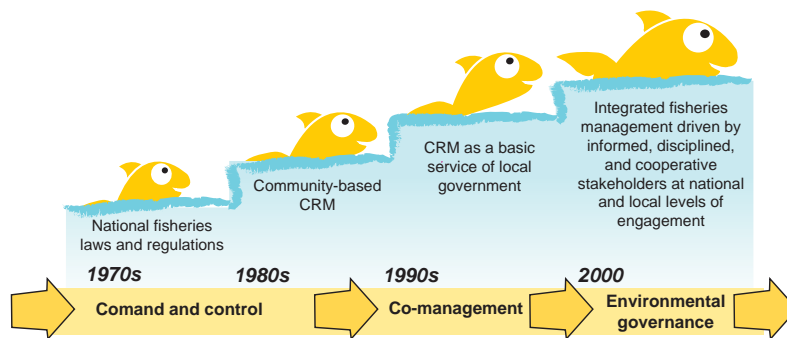 National fisheries
laws and regulations
Community-based
CRM
CRM as a basic
service of local
government
Integrated fisheries
management driven by
informed, disciplined,
and cooperative
stakeholders at national
and local levels of
engagement
1970s
1980s
1990s
2000
Comand and control
Co-management
Environmental
governance